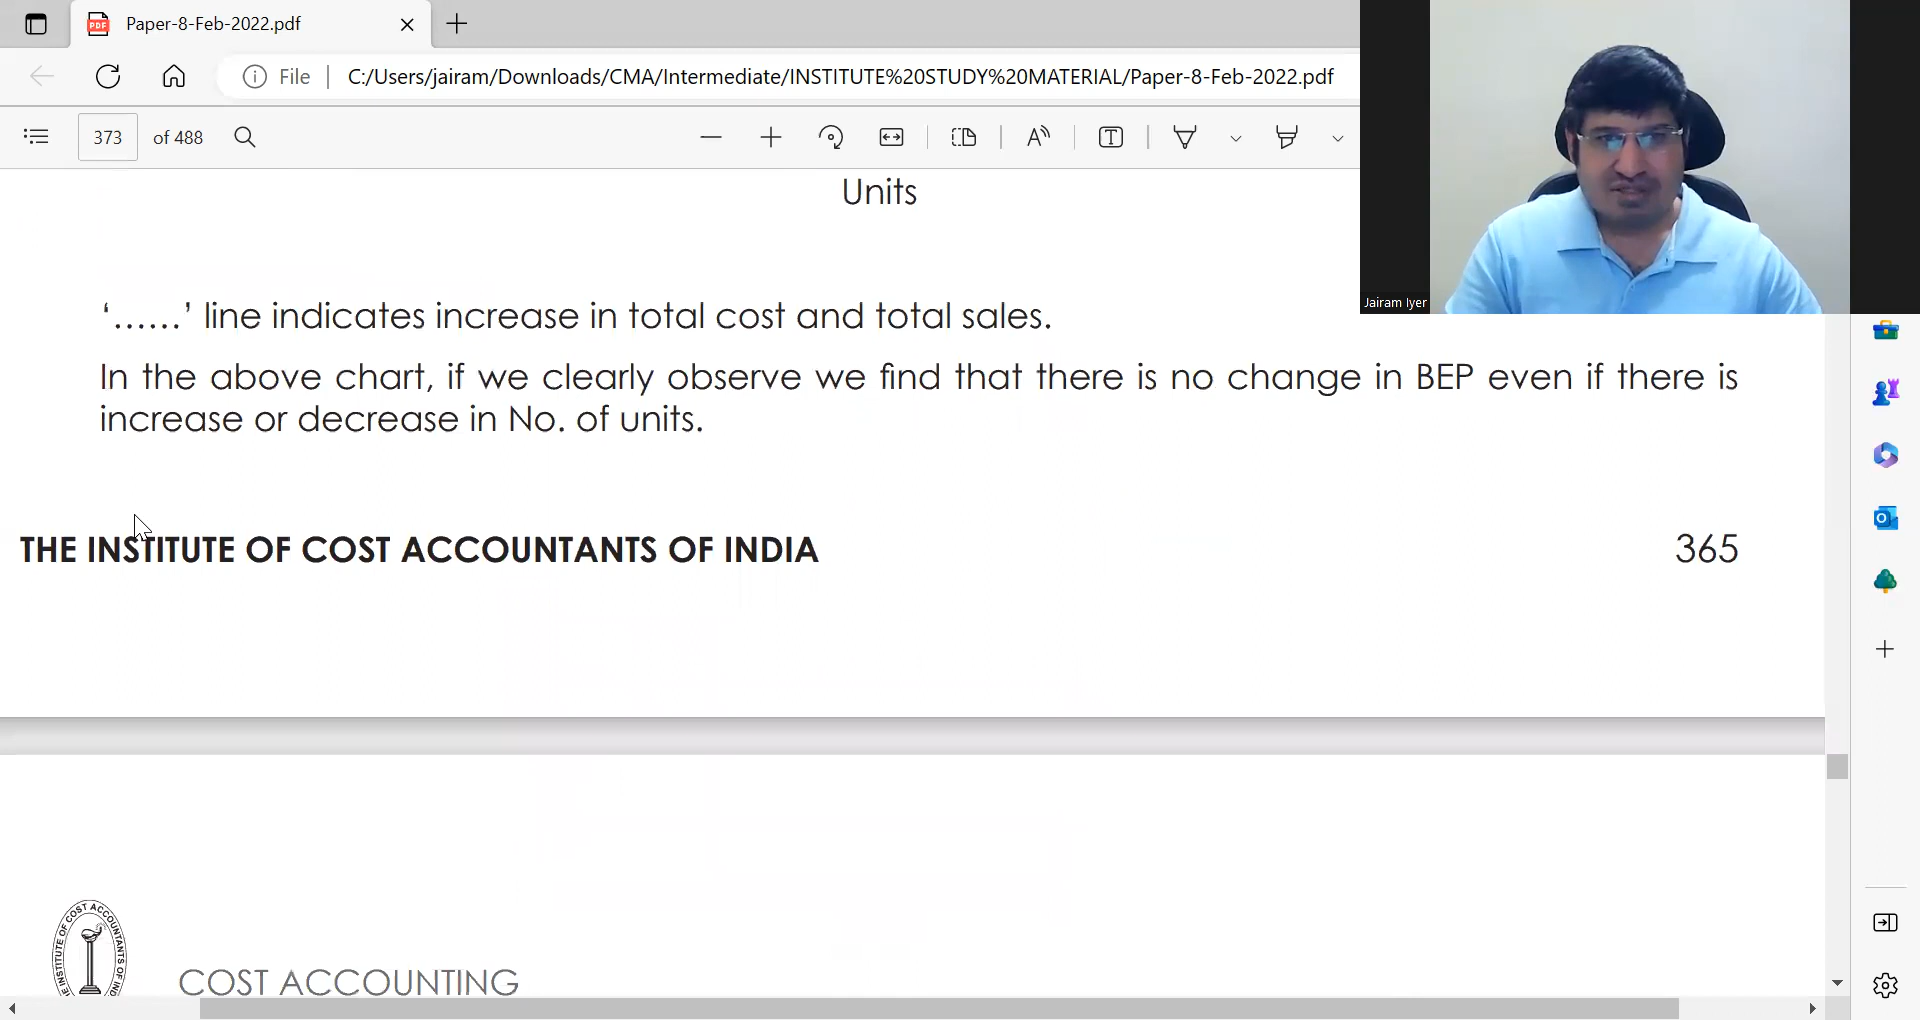 Paper-8-Feb-2022.pdf
File
C:/Users/jairam/Downloads/CMA/Intermediate/INSTITUTE%20STUDY%20MATERIAL/Paper-8-Feb-2022.pdf
373 of 488
Jairam Iyer
Units
‘......’ line indicates increase in total cost and total sales.
In the above chart, if we clearly observe we find that there is no change in BEP even if there is
increase or decrease in No. of units.
THE INSTITUTE OF COST ACCOUNTANTS OF INDIA
365
COST ACCOUNTING